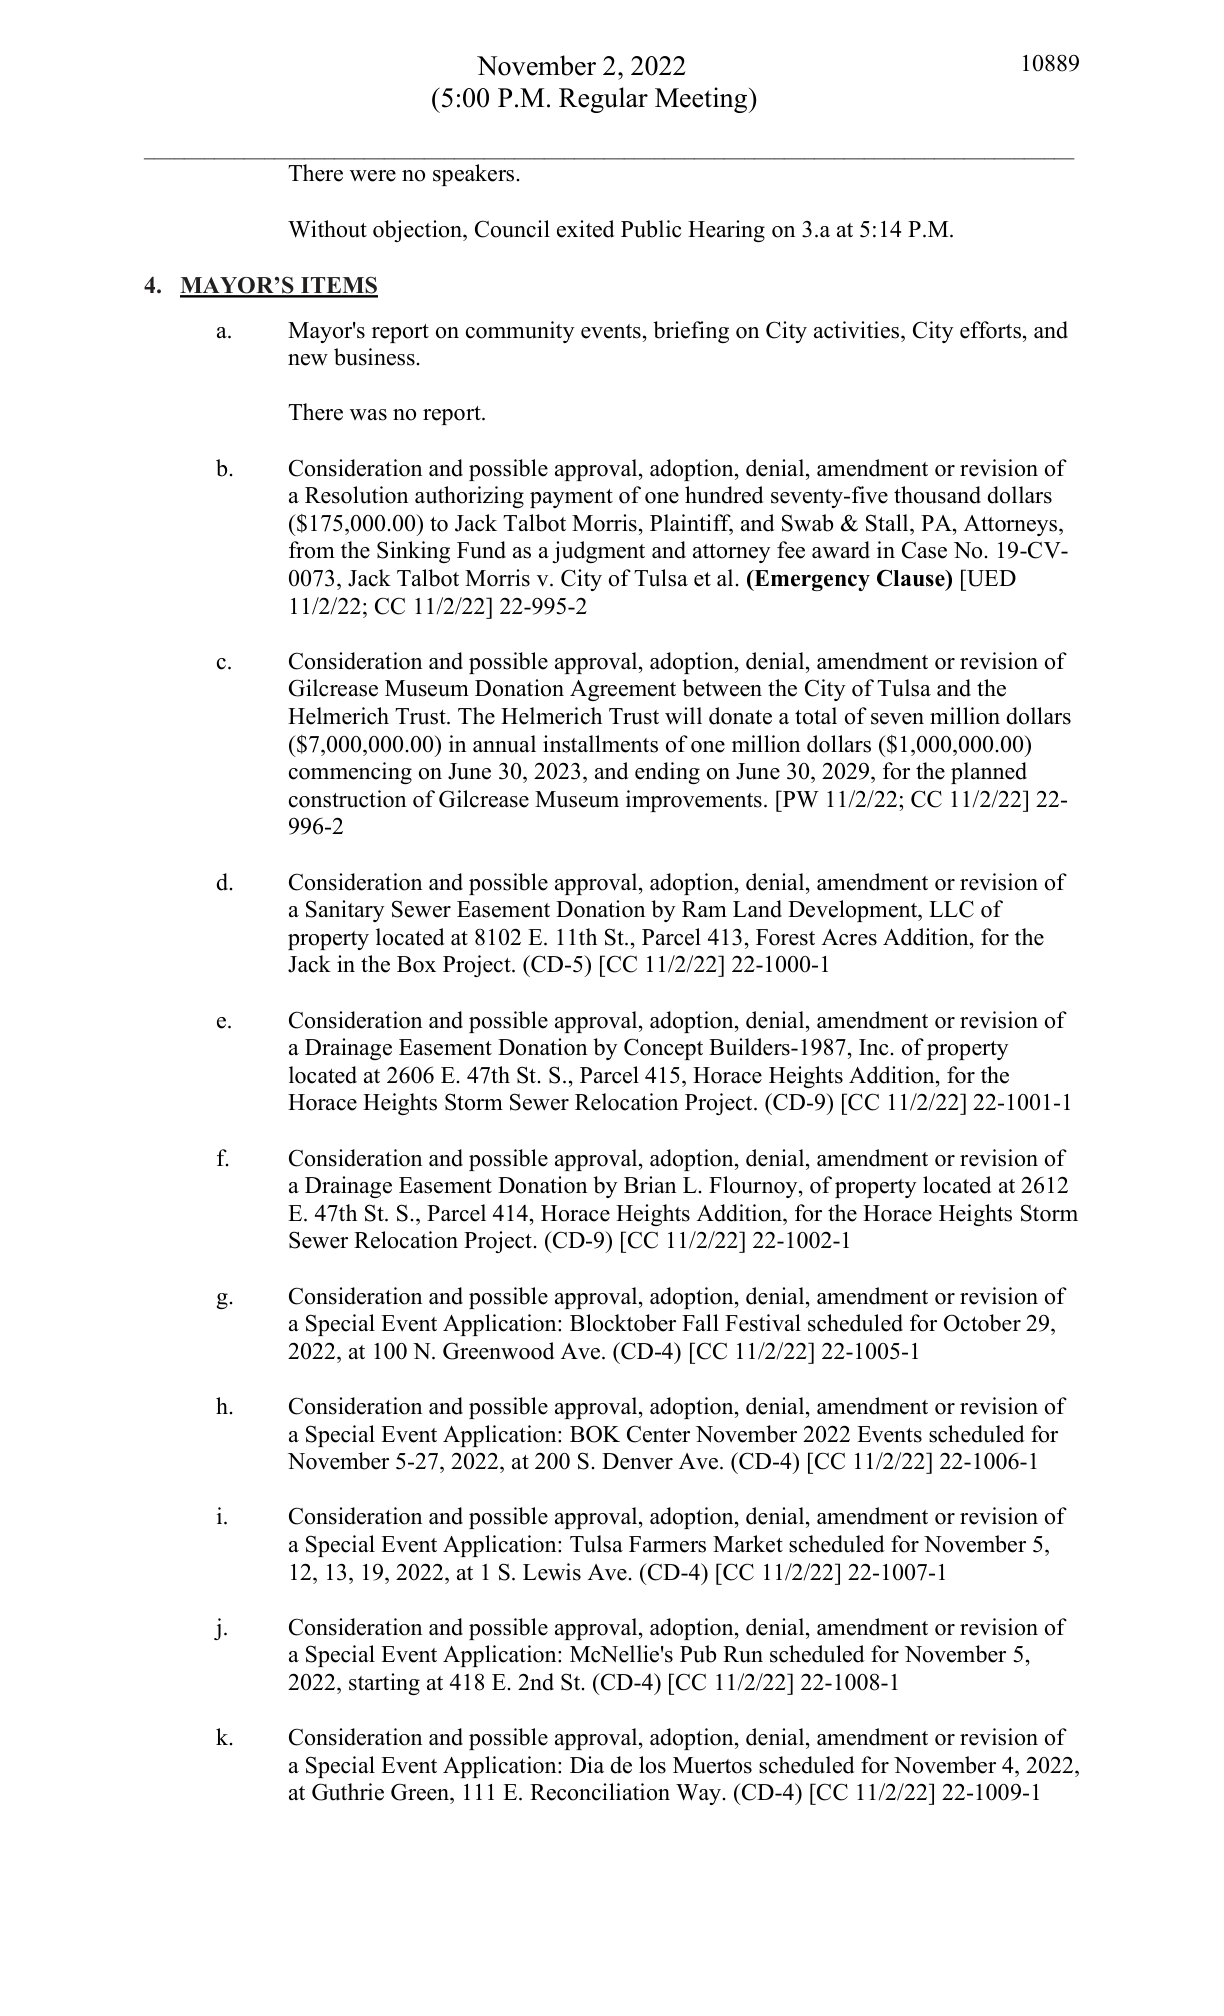 November 2, 2022
10889
(5:00 P.M. Regular Meeting)
There were no speakers.
Without objection, Council exited Public Hearing on 3.a at 5:14 P.M.
4. MAYOR’S ITEMS
a. Mayor's report on community events, briefing on City activities, City efforts, and
new business.
There was no report.
b. Consideration and possible approval, adoption, denial, amendment or revision of
a Resolution authorizing payment of one hundred seventy-five thousand dollars
($175,000.00) to Jack Talbot Morris, Plaintiff, and Swab & Stall, PA, Attorneys,
from the Sinking Fund as a judgment and attorney fee award in Case No. 19-CV-
0073, Jack Talbot Morris v. City of Tulsa et al. (Emergency Clause) [UED
11/2/22; CC 11/2/22] 22-995-2
c. Consideration and possible approval, adoption, denial, amendment or revision of
Gilcrease Museum Donation Agreement between the City of Tulsa and the
Helmerich Trust. The Helmerich Trust will donate a total of seven million dollars
($7,000,000.00) in annual installments of one million dollars ($1,000,000.00)
commencing on June 30, 2023, and ending on June 30, 2029, for the planned
construction of Gilcrease Museum improvements. [PW 11/2/22; CC 11/2/22] 22-
996-2
d. Consideration and possible approval, adoption, denial, amendment or revision of
a Sanitary Sewer Easement Donation by Ram Land Development, LLC of
property located at 8102 E. 11th St., Parcel 413, Forest Acres Addition, for the
Jack in the Box Project. (CD-5) [CC 11/2/22] 22-1000-1
e. Consideration and possible approval, adoption, denial, amendment or revision of
a Drainage Easement Donation by Concept Builders-1987, Inc. of property
located at 2606 E. 47th St. S., Parcel 415, Horace Heights Addition, for the
Horace Heights Storm Sewer Relocation Project. (CD-9) [CC 11/2/22] 22-1001-1
f. Consideration and possible approval, adoption, denial, amendment or revision of
a Drainage Easement Donation by Brian L. Flournoy, of property located at 2612
E. 47th St. S., Parcel 414, Horace Heights Addition, for the Horace Heights Storm
Sewer Relocation Project. (CD-9) [CC 11/2/22] 22-1002-1
g. Consideration and possible approval, adoption, denial, amendment or revision of
a Special Event Application: Blocktober Fall Festival scheduled for October 29,
2022, at 100 N. Greenwood Ave. (CD-4) [CC 11/2/22] 22-1005-1
h. Consideration and possible approval, adoption, denial, amendment or revision of
a Special Event Application: BOK Center November 2022 Events scheduled for
November 5-27, 2022, at 200 S. Denver Ave. (CD-4) [CC 11/2/22] 22-1006-1
i. Consideration and possible approval, adoption, denial, amendment or revision of
a Special Event Application: Tulsa Farmers Market scheduled for November 5,
12, 13, 19, 2022, at 1 S. Lewis Ave. (CD-4) [CC 11/2/22] 22-1007-1
j. Consideration and possible approval, adoption, denial, amendment or revision of
a Special Event Application: McNellie's Pub Run scheduled for November 5,
2022, starting at 418 E. 2nd St. (CD-4) [CC 11/2/22] 22-1008-1
k. Consideration and possible approval, adoption, denial, amendment or revision of
a Special Event Application: Dia de los Muertos scheduled for November 4, 2022,
at Guthrie Green, 111 E. Reconciliation Way. (CD-4) [CC 11/2/22] 22-1009-1